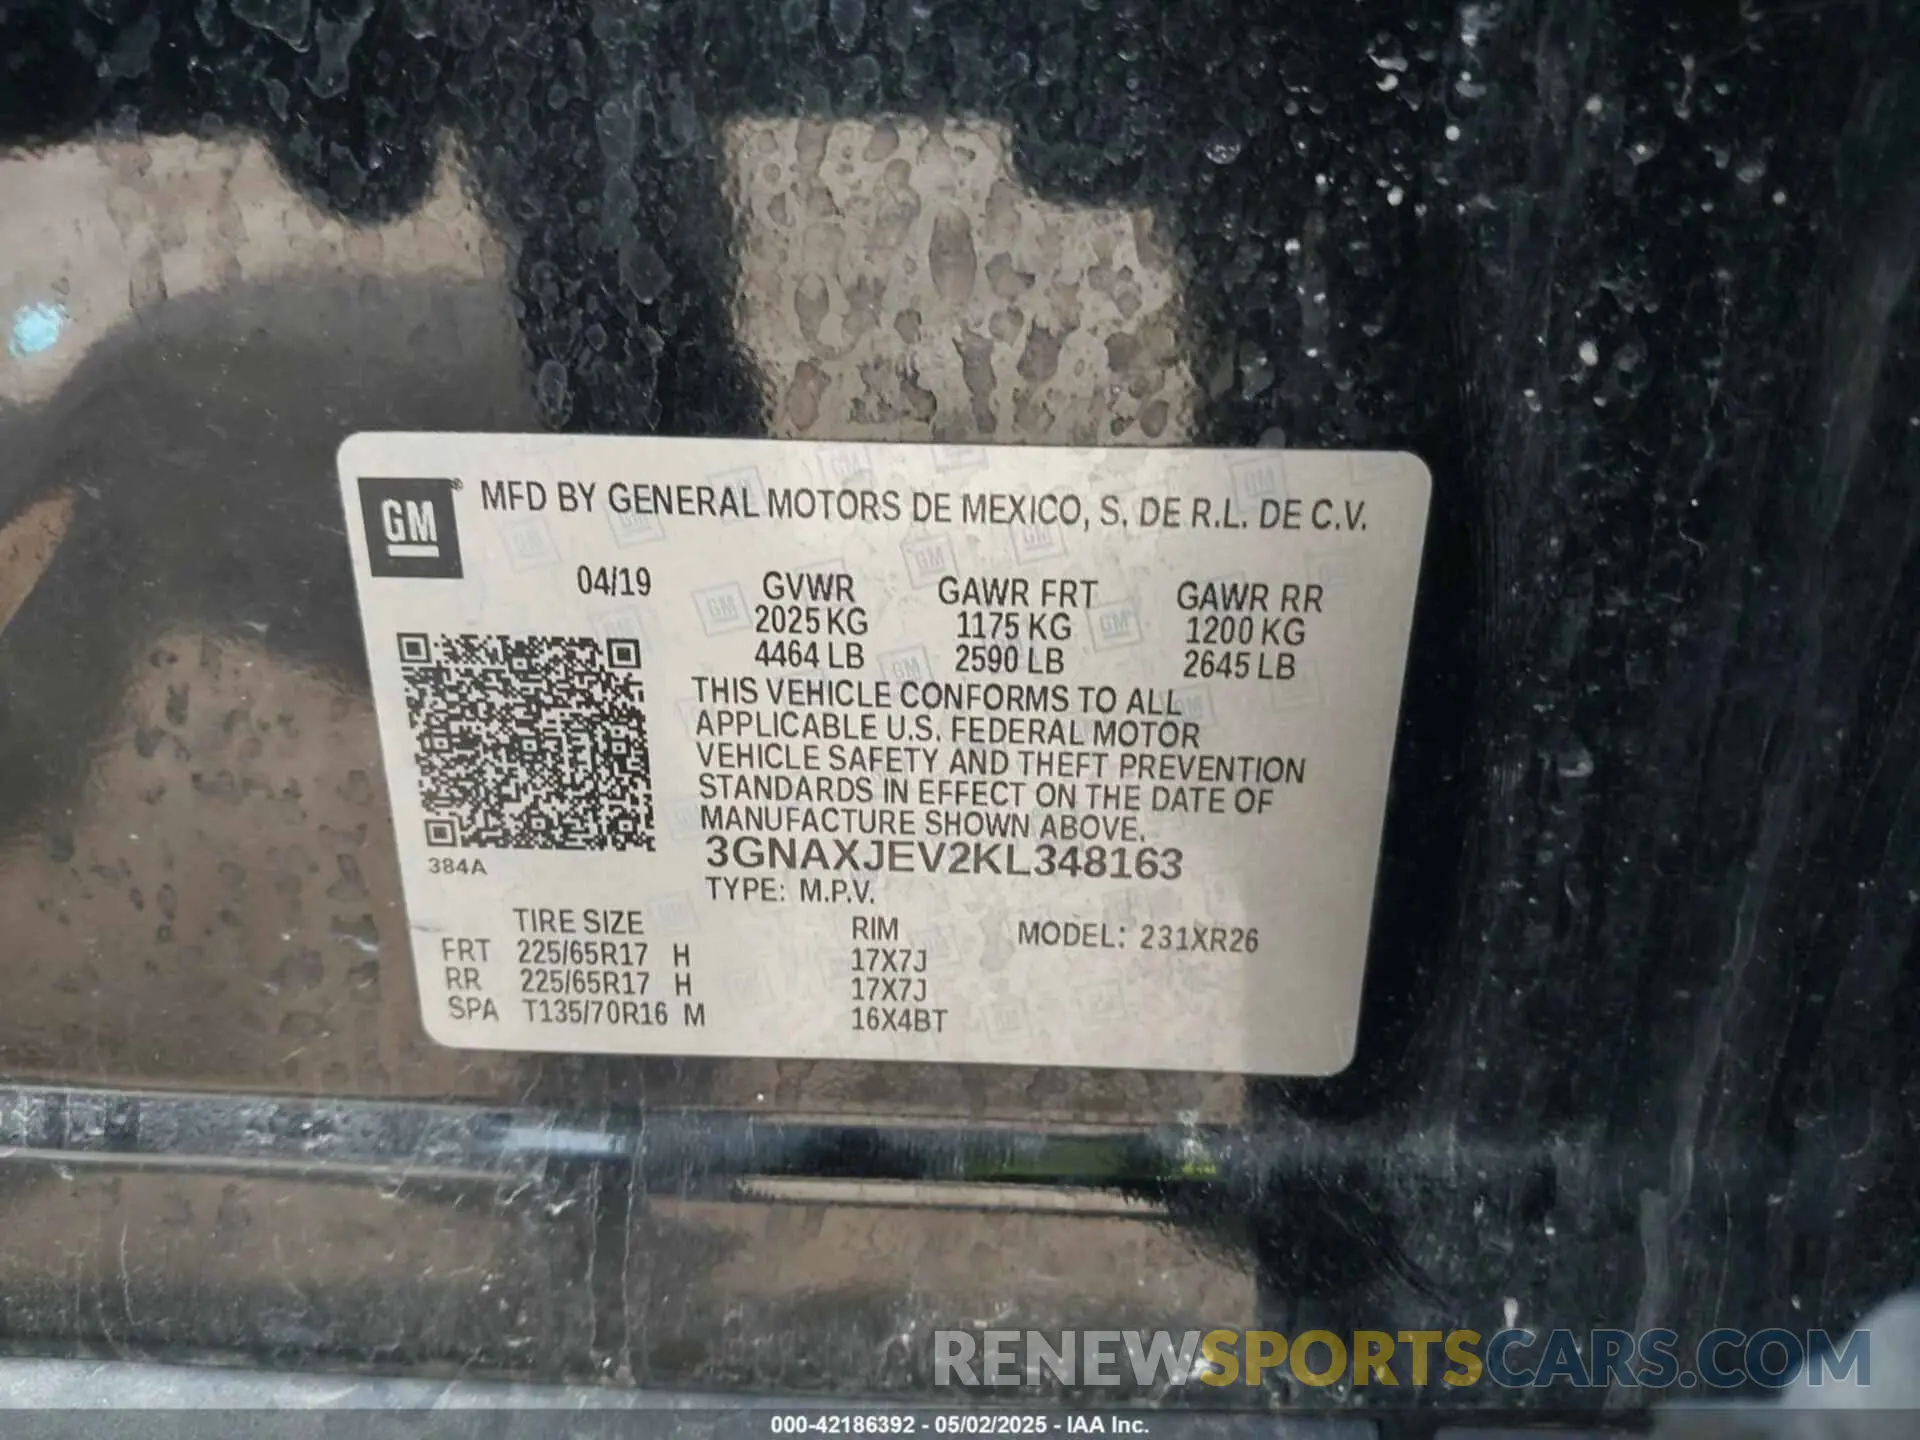 GM ® MFD BY GENERAL MOTORS DE MEXICO, S. DE R.L. DE C.V.
04/19 GVWR GAWR FRT GAWR RR
2025 KG 1175 KG 1200 KG
4464 LB 2590 LB 2645 LB
THIS VEHICLE CONFORMS TO ALL
APPLICABLE U.S. FEDERAL MOTOR
VEHICLE SAFETY AND THEFT PREVENTION
STANDARDS IN EFFECT ON THE DATE OF
MANUFACTURE SHOWN ABOVE.
384A 3GNAXJEV2KL348163
TYPE: M.P.V.
TIRE SIZE RIM MODEL: 231XR26
FRT 225/65R17 H 17X7J
RR 225/65R17 H 17X7J
SPA T135/70R16 M 16X4BT
RENEWSPORTSCARS.COM
000-42186392 - 05/02/2025 - IAA Inc.